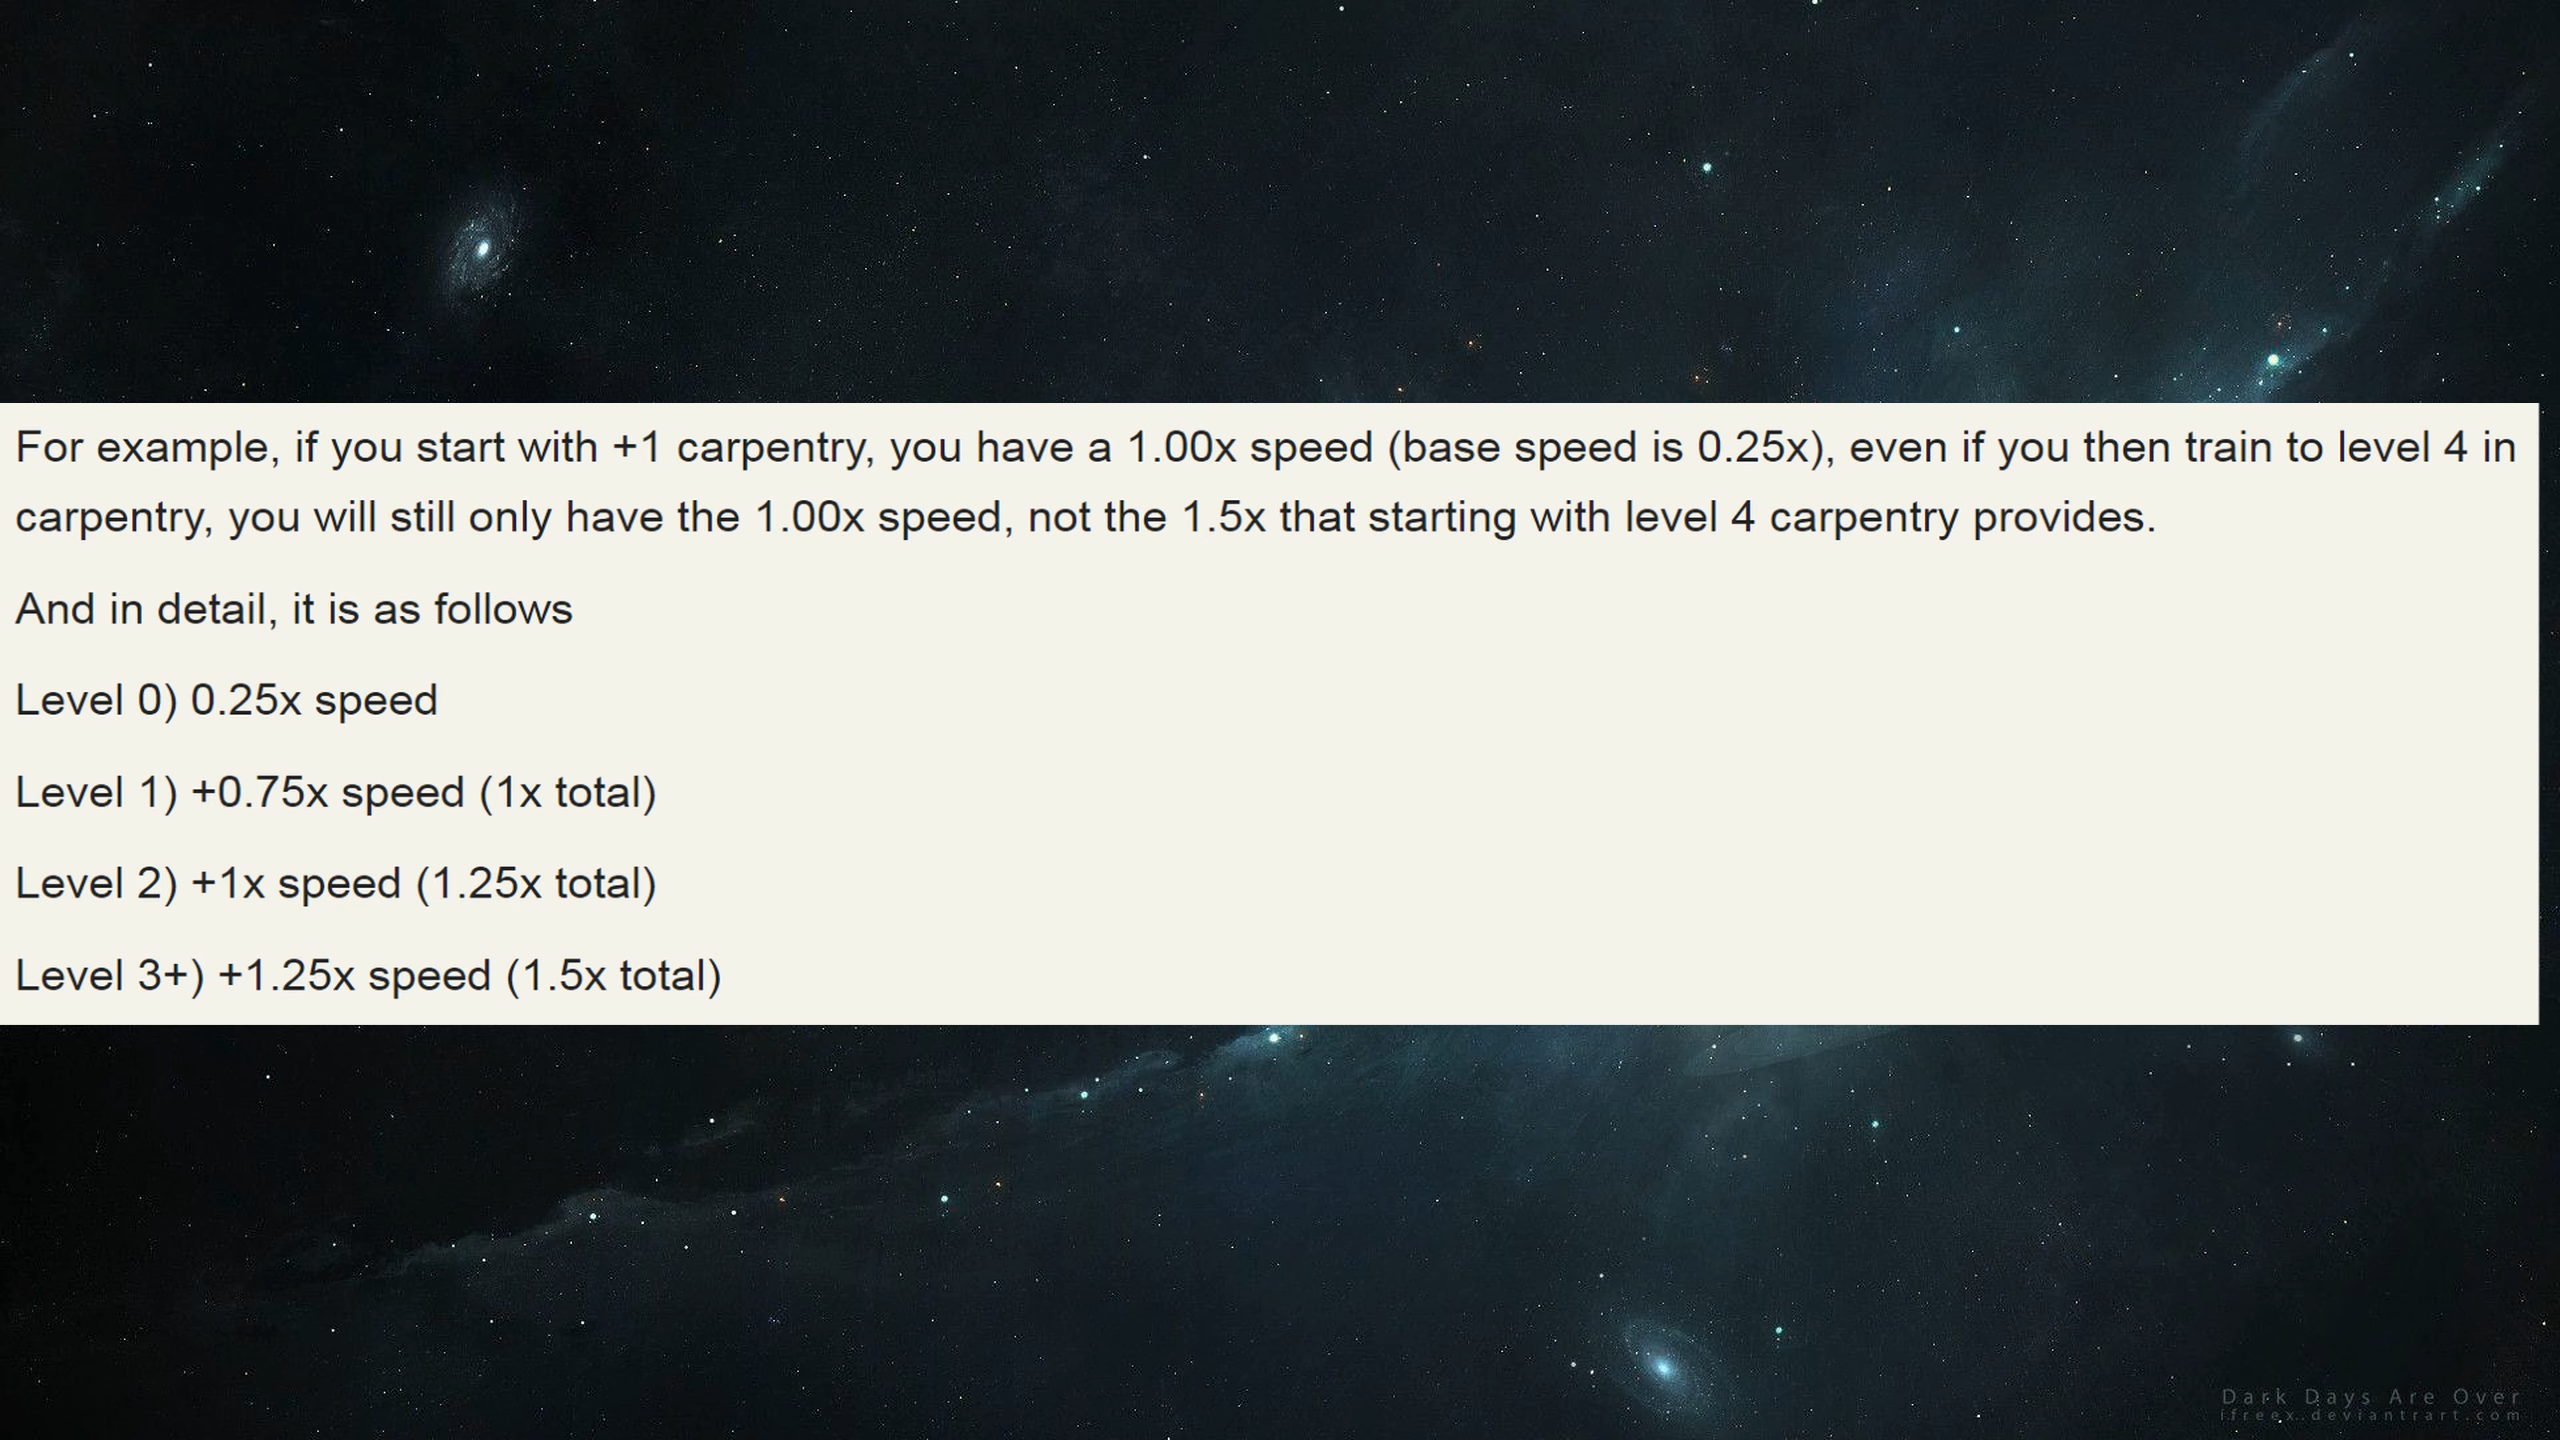 For example, if you start with +1 carpentry, you have a 1.00x speed (base speed is 0.25x), even if you then train to level 4 in
carpentry, you will still only have the 1.00x speed, not the 1.5x that starting with level 4 carpentry provides.
And in detail, it is as follows
Level 0) 0.25x speed
Level 1) +0.75x speed (1x total)
Level 2) +1x speed (1.25x total)
Level 3+) +1.25x speed (1.5x total)
Dark Days Are Over
ifreex.deviantrart.com